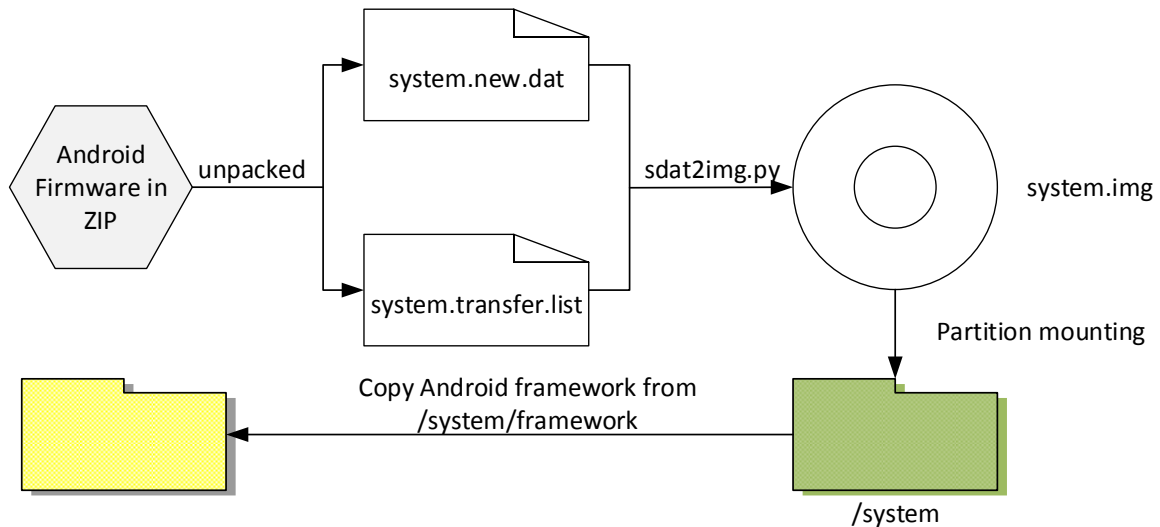 system.new.dat
Android
Firmware in
ZIP
unpacked
sdat2img.py
system.img
system.transfer.list
Partition mounting
Copy Android framework from
/system/framework
/system